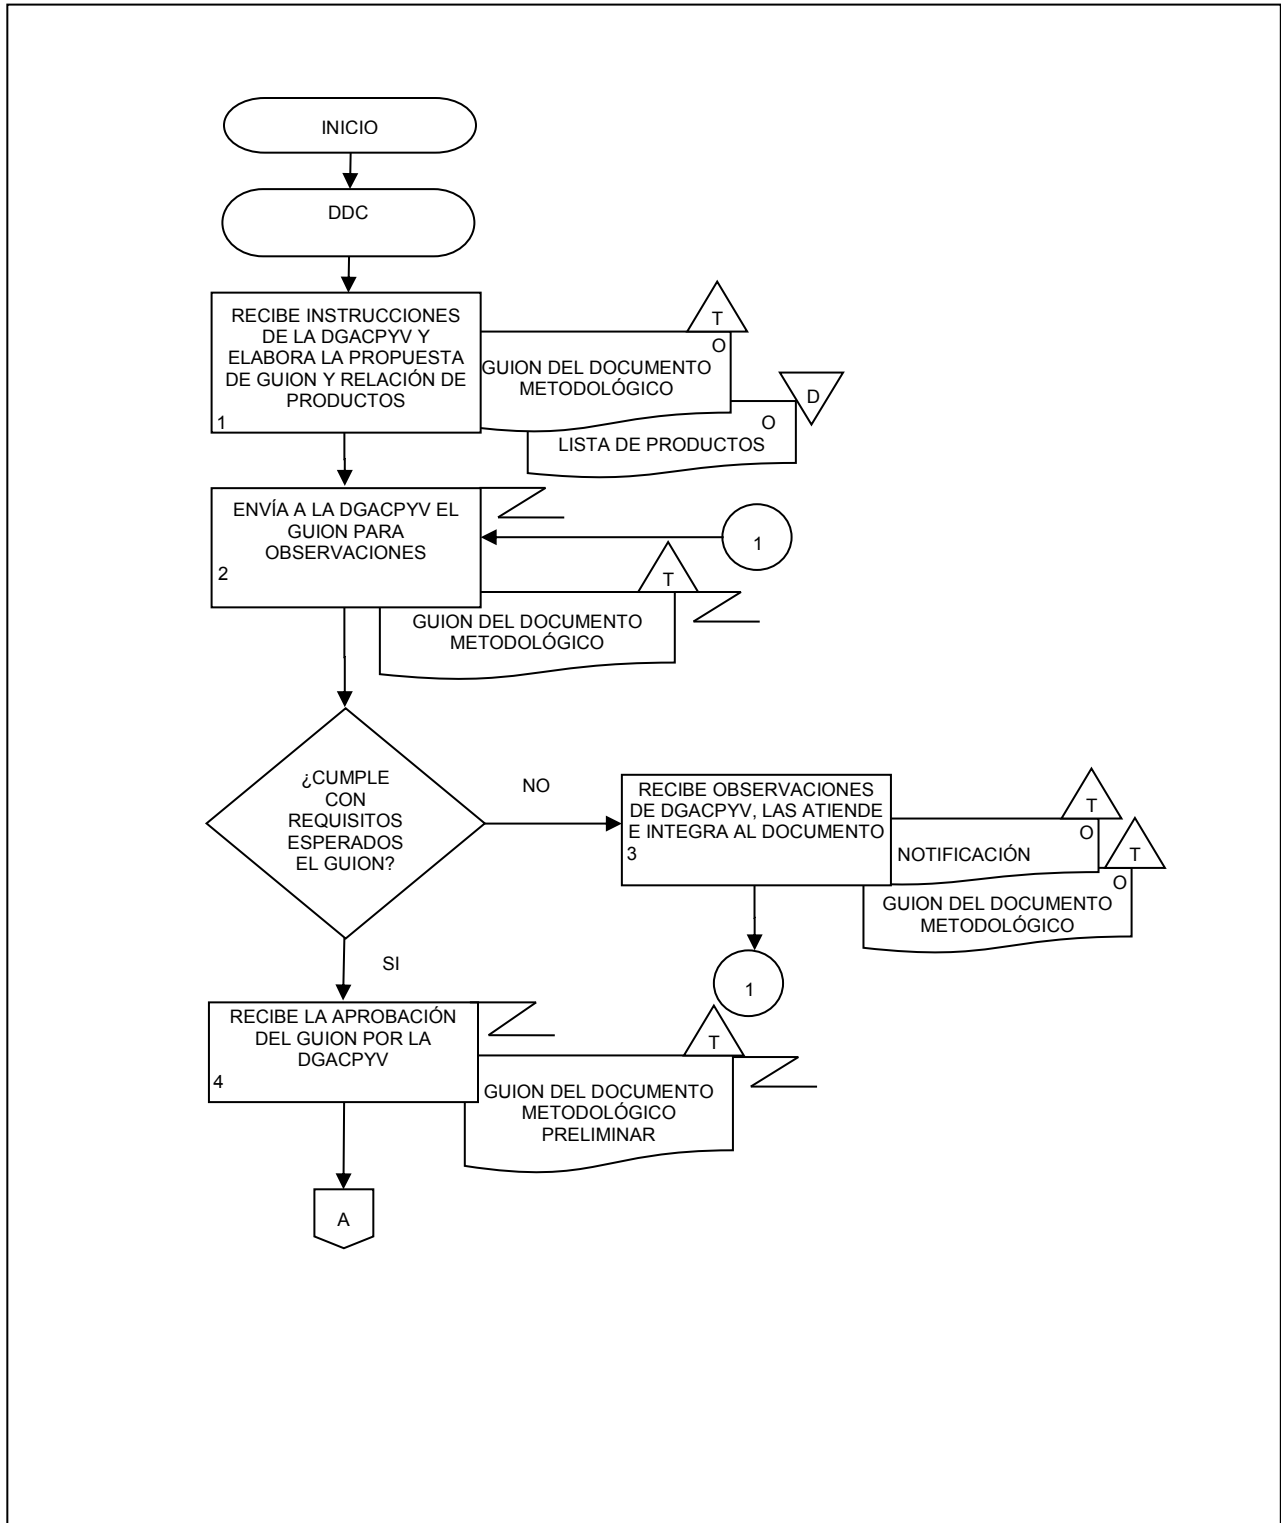 INICIO
DDC
RECIBE INSTRUCCIONES
DE LA DGACPYV Y
ELABORA LA PROPUESTA
DE GUION Y RELACIÓN DE
PRODUCTOS
1
T
O
GUION DEL DOCUMENTO
METODOLÓGICO
D
O
LISTA DE PRODUCTOS
ENVÍA A LA DGACPYV EL
GUION PARA
OBSERVACIONES
2
1
T
GUION DEL DOCUMENTO
METODOLÓGICO
¿CUMPLE
CON
REQUISITOS
ESPERADOS
EL GUION?
NO
RECIBE OBSERVACIONES
DE DGACPYV, LAS ATIENDE
E INTEGRA AL DOCUMENTO
3
T
O
NOTIFICACIÓN
T
O
GUION DEL DOCUMENTO
METODOLÓGICO
1
SI
RECIBE LA APROBACIÓN
DEL GUION POR LA
DGACPYV
4
T
GUION DEL DOCUMENTO
METODOLÓGICO
PRELIMINAR
A